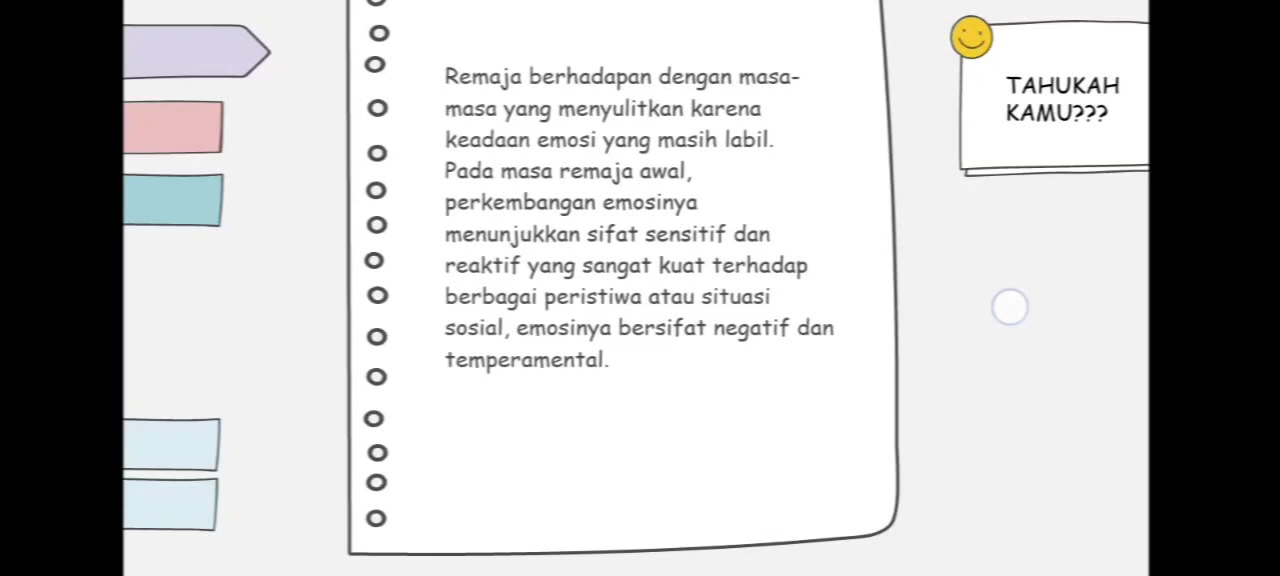 Remaja berhadapan dengan masa-
masa yang menyulitkan karena
keadaan emosi yang masih labil.
Pada masa remaja awal,
perkembangan emosinya
menunjukkan sifat sensitif dan
reaktif yang sangat kuat terhadap
berbagai peristiwa atau situasi
sosial, emosinya bersifat negatif dan
temperamental.
TAHUKAH
KAMU???